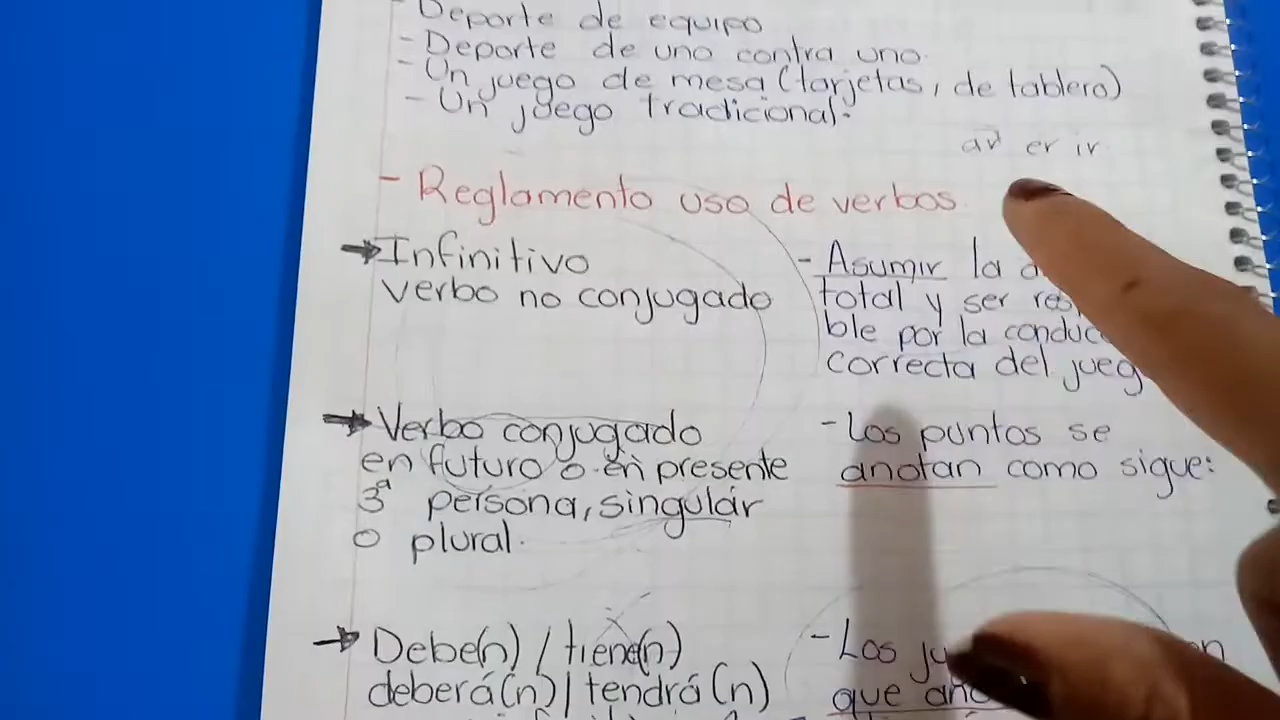 - Deporte de equipo
- Deporte de uno contra uno.
- Un juego de mesa (tarjetas, de tablero)
- Un juego tradicional.
ar er ir
- Reglamento uso de verbos.
→ Infinitivo
verbo no conjugado
- Asumir la
total y ser
ble por la
correcta del
→ Verbo conjugado
en futuro o en presente
3ª persona, singulár
o plural.
- Los puntos se
anotan como sigue:
→ Debe(n) / tiene(n)
deberá(n) / tendrá(n)
- Los
que